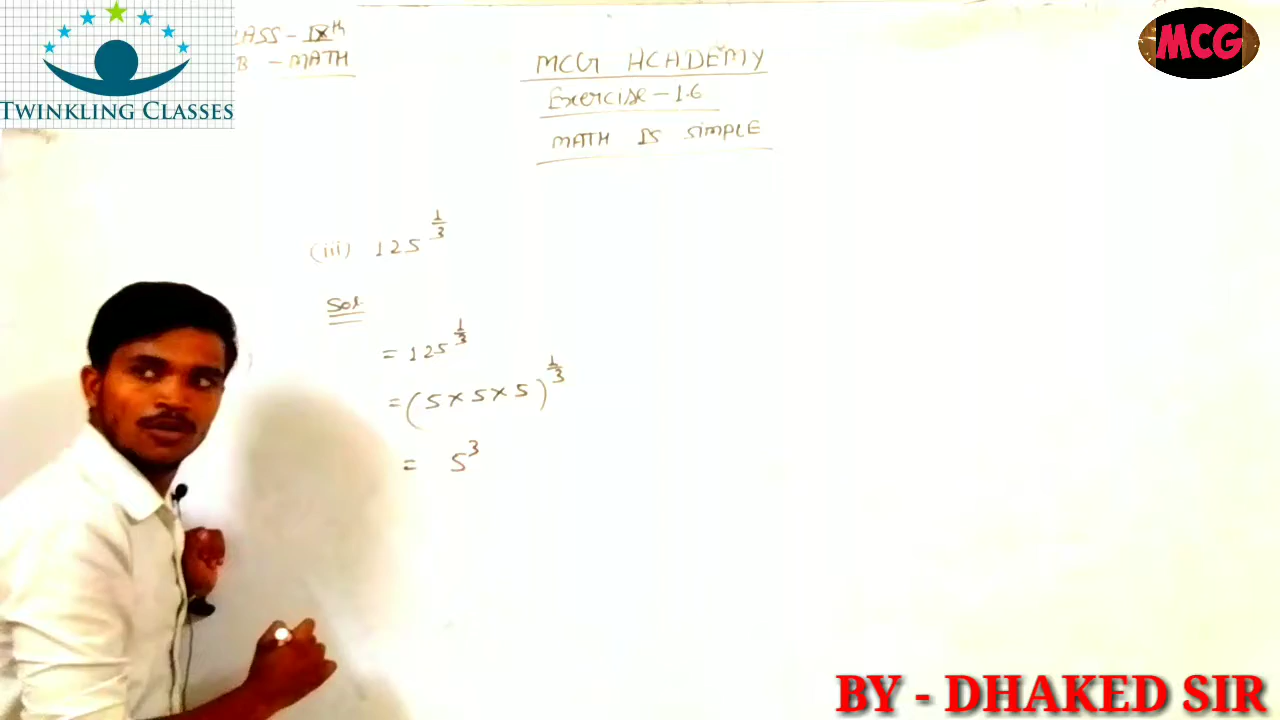 TWINKLING CLASSES
ASS - IXth
B - MATH
MCG ACADEMY
Exercise - 1.6
MATH IS SIMPLE
MCG
(iii) 125^(1/3)
Sol.
= 125^(1/3)
= (5×5×5)^(1/3)
= 5^3
BY - DHAKED SIR